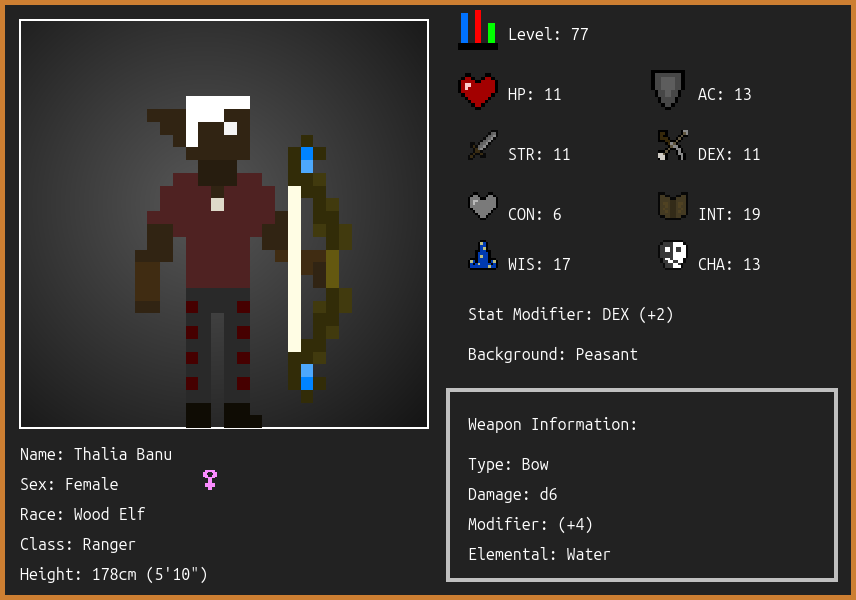 Level: 77
HP: 11
AC: 13
STR: 11
DEX: 11
CON: 6
INT: 19
WIS: 17
CHA: 13
Stat Modifier: DEX (+2)
Background: Peasant
Weapon Information:
Type: Bow
Damage: d6
Modifier: (+4)
Elemental: Water
Name: Thalia Banu
Sex: Female
Race: Wood Elf
Class: Ranger
Height: 178cm (5'10")